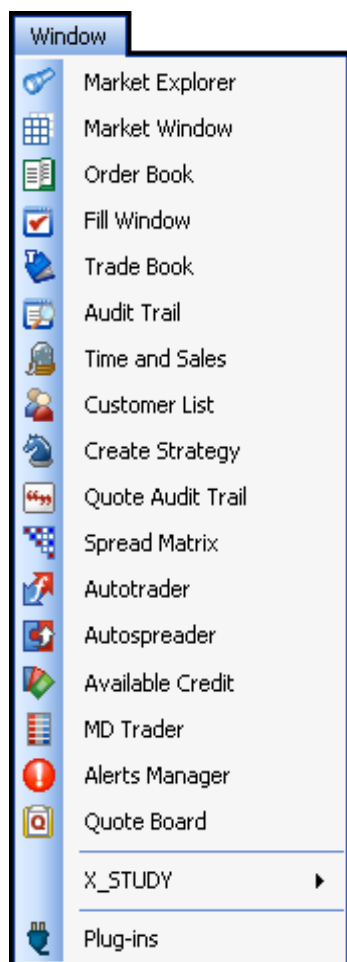 Window
Market Explorer
Market Window
Order Book
Fill Window
Trade Book
Audit Trail
Time and Sales
Customer List
Create Strategy
Quote Audit Trail
Spread Matrix
Autotrader
Autospreader
Available Credit
MD Trader
Alerts Manager
Q Quote Board
X_STUDY
Plug-ins